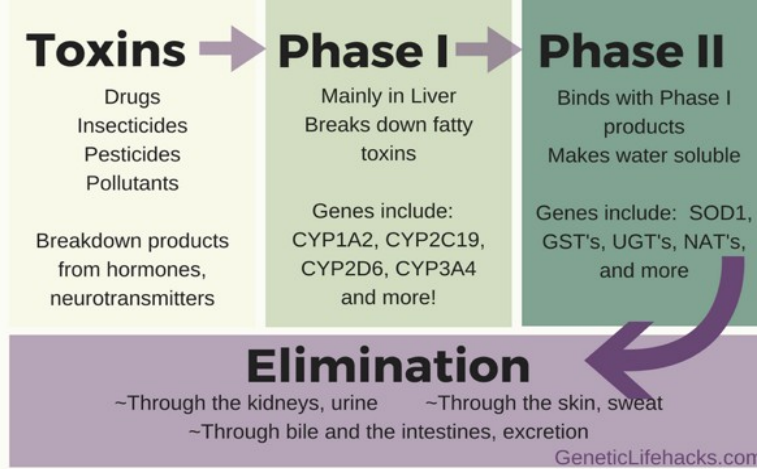 Toxins
Drugs
Insecticides
Pesticides
Pollutants
Breakdown products
from hormones,
neurotransmitters
Phase I
Mainly in Liver
Breaks down fatty
toxins
Genes include:
CYP1A2, CYP2C19,
CYP2D6, CYP3A4
and more!
Phase II
Binds with Phase I
products
Makes water soluble
Genes include: SOD1,
GST's, UGT's, NAT's,
and more
Elimination
~Through the kidneys, urine
~Through the skin, sweat
~Through bile and the intestines, excretion
GeneticLifehacks.com